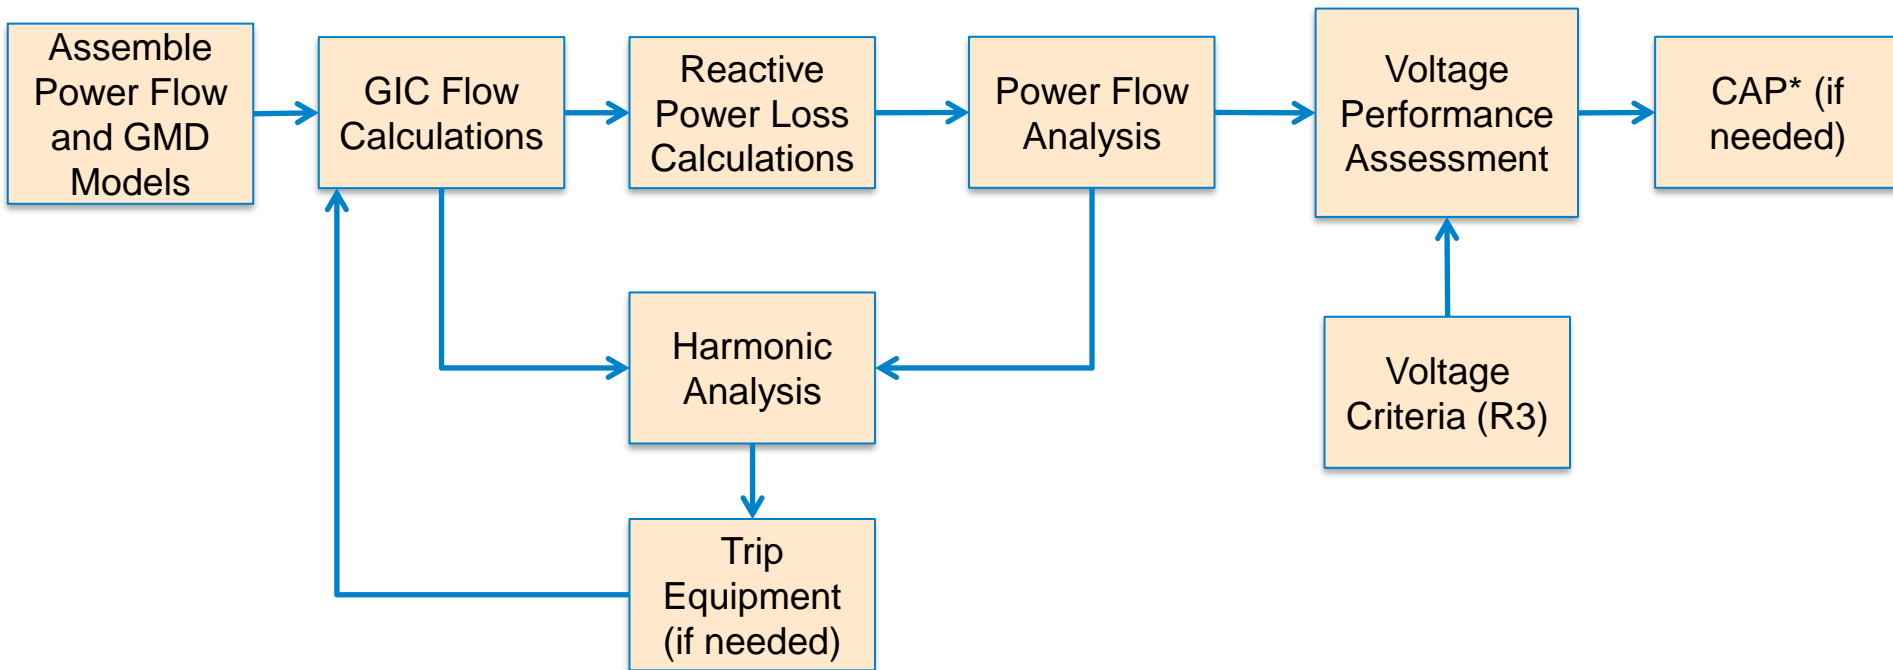 Assemble
Power Flow
and GMD
Models
GIC Flow
Calculations
Reactive
Power Loss
Calculations
Power Flow
Analysis
Voltage
Performance
Assessment
CAP* (if
needed)
Harmonic
Analysis
Voltage
Criteria (R3)
Trip
Equipment
(if needed)